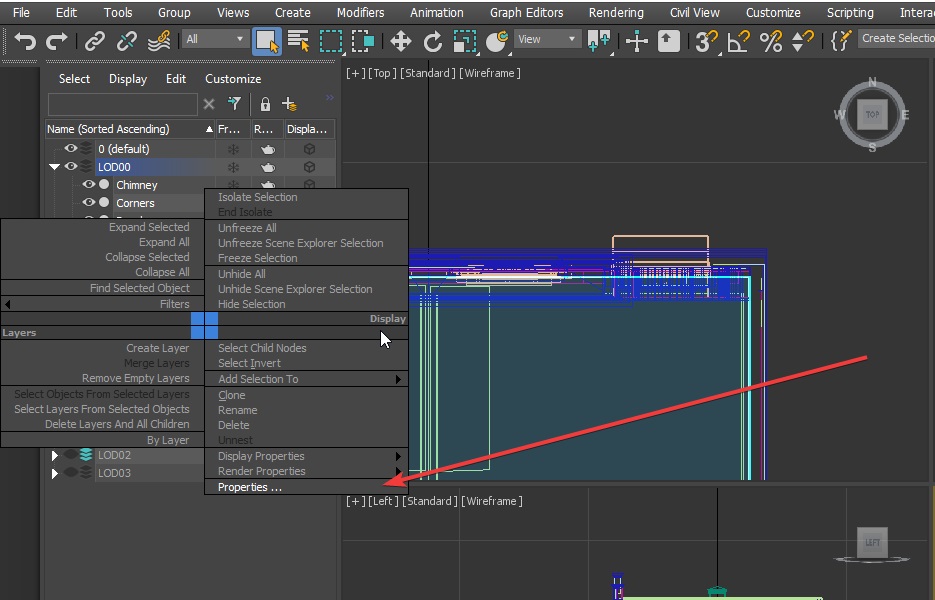 File Edit Tools Group Views Create Modifiers Animation Graph Editors Rendering Civil View Customize Scripting Interac
All View Create Selectio
Select Display Edit Customize
[+] [Top] [Standard] [Wireframe]
Name (Sorted Ascending) Fr... R... Displa...
0 (default)
LOD00
Chimney
Corners
N
W TOP E
S
Isolate Selection
End Isolate
Unfreeze All
Unfreeze Scene Explorer Selection
Freeze Selection
Unhide All
Unhide Scene Explorer Selection
Hide Selection
Expand Selected
Expand All
Collapse Selected
Collapse All
Find Selected Object
Filters
Display
Layers
Create Layer
Merge Layers
Remove Empty Layers
Select Objects From Selected Layers
Select Layers From Selected Objects
Delete Layers And All Children
By Layer
Select Child Nodes
Select Invert
Add Selection To
Clone
Rename
Delete
Unnest
Display Properties
Render Properties
Properties ...
LOD02
LOD03
[+] [Left] [Standard] [Wireframe]
LEFT